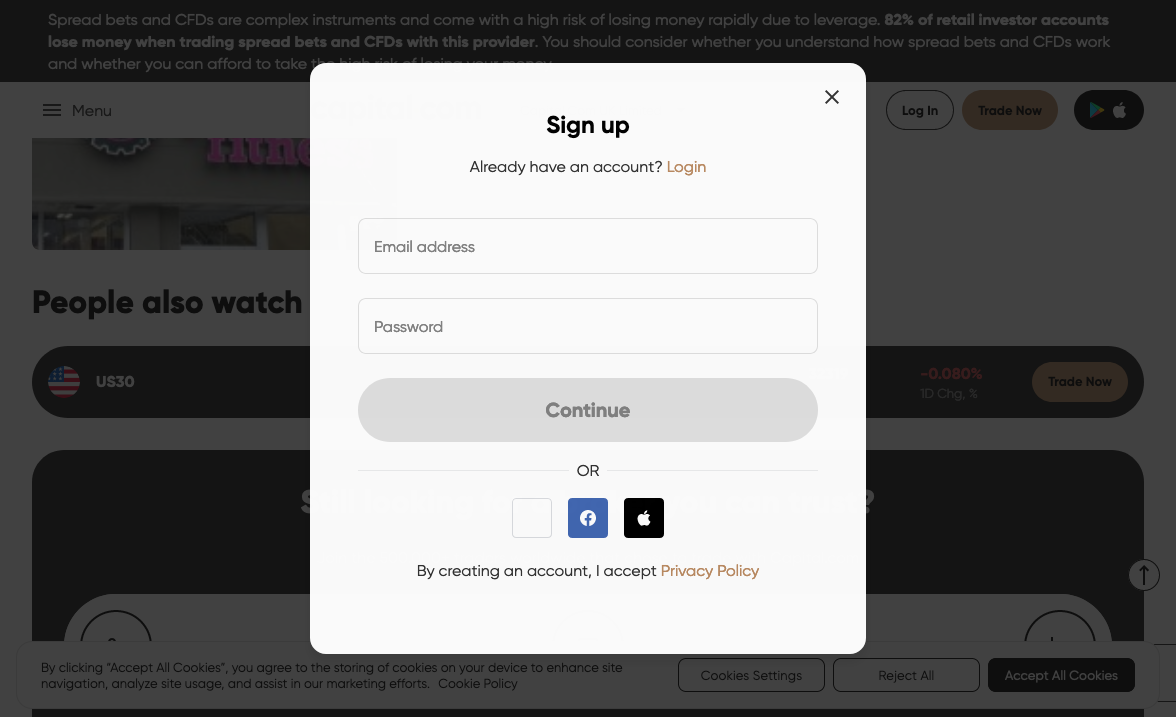 Spread bets and CFDs are complex instruments and come with a high risk of losing money rapidly due to leverage. 82% of retail investor accounts
lose money when trading spread bets and CFDs with this provider. You should consider whether you understand how spread bets and CFDs work
and whether you can afford to take the high risk of losing your money.
Menu
Log In
Trade Now
Sign up
Already have an account? Login
Email address
Password
Continue
OR
By creating an account, I accept Privacy Policy
People also watch
US30
-0.080%
1D Chg, %
Trade Now
By clicking "Accept All Cookies", you agree to the storing of cookies on your device to enhance site
navigation, analyze site usage, and assist in our marketing efforts. Cookie Policy
Cookies Settings
Reject All
Accept All Cookies